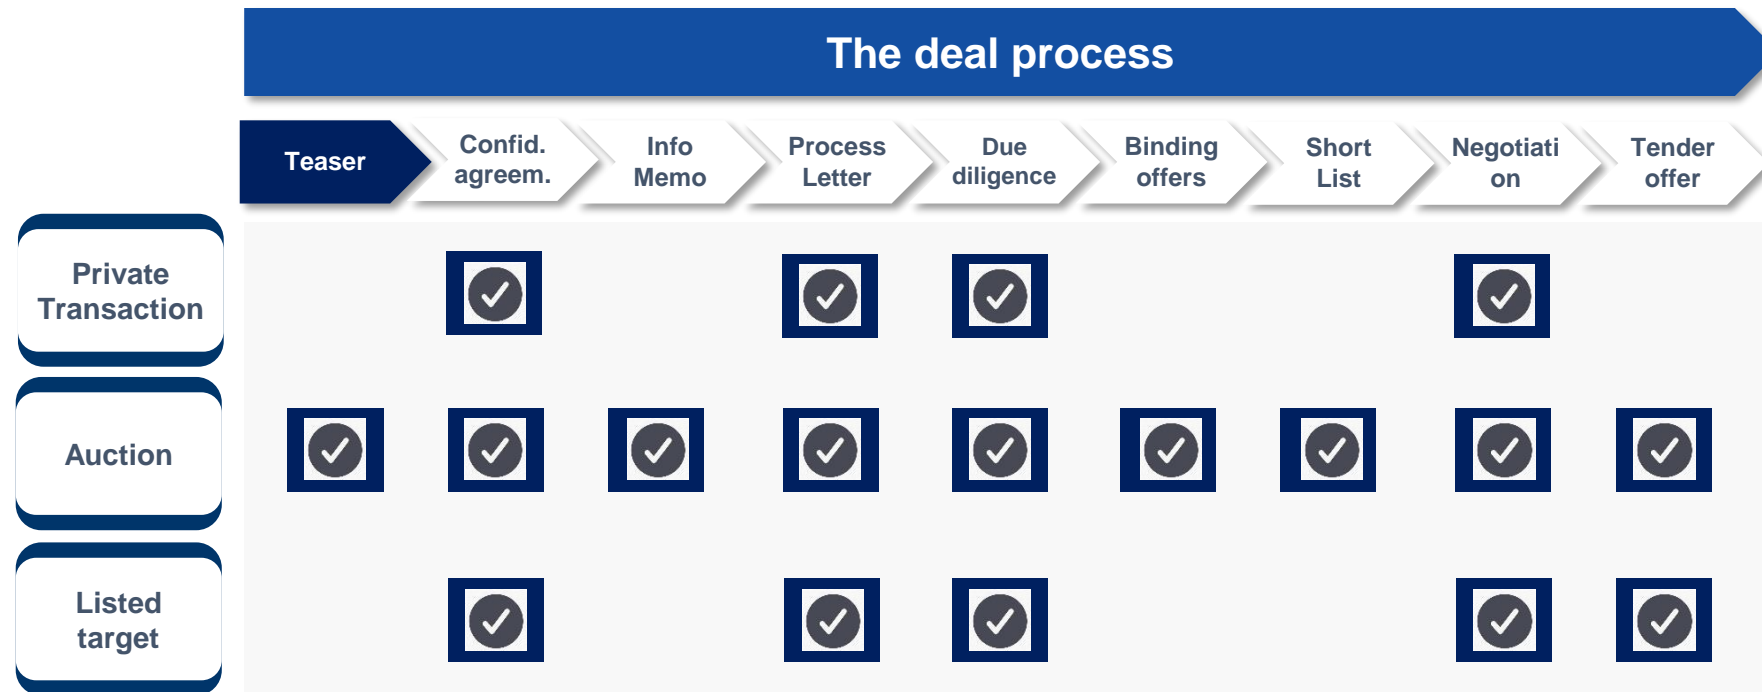 The deal process
Teaser
Confid.
agreem.
Info
Memo
Process
Letter
Due
diligence
Binding
offers
Short
List
Negotiati
on
Tender
offer
Private
Transaction
Auction
Listed
target